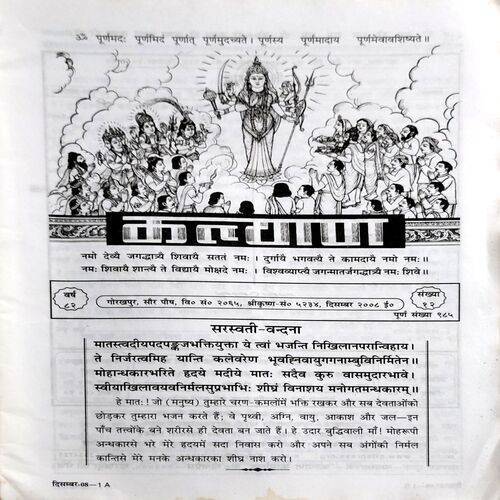 ॐ पूर्णमदः पूर्णमिदं पूर्णात् पूर्णमुदच्यते। पूर्णस्य पूर्णमादाय पूर्णमेवावशिष्यते॥
कल्याण
नमो देव्यै जगद्धात्र्यै शिवायै सततं नमः। दुर्गायै भगवत्यै ते कामदायै नमो नमः॥
नमः शिवायै शान्त्यै ते विद्यायै मोक्षदे नमः। विश्वव्याप्त्यै जगन्मातर्जगद्धात्र्यै नमः शिवे॥
वर्ष ८२
गोरखपुर, सौर पौष, वि० सं० २०६५, श्रीकृष्ण-सं० ५२३४, दिसम्बर २००८ ई०
संख्या १२
पूर्ण संख्या ९८५
सरस्वती-वन्दना
मातस्त्वदीयपदपङ्कजभक्तियुक्ता ये त्वां भजन्ति निखिलानपरान्विहाय।
ते निर्जरत्वमिह यान्ति कलेवरेण भूवह्निवायुगगनाम्बुविनिर्मितेन॥
मोहान्धकारभरिते हृदये मदीये मातः सदैव कुरु वासमुदारभावे।
स्वीयाखिलावयवनिर्मलसुप्रभाभिः शीघ्रं विनाशय मनोगतमन्धकारम्॥
हे मातः! जो (मनुष्य) तुम्हारे चरण-कमलोंमें भक्ति रखकर और सब देवताओंको
छोड़कर तुम्हारा भजन करते हैं; वे पृथ्वी, अग्नि, वायु, आकाश और जल—इन
पाँच तत्त्वोंके बने शरीरसे ही देवता बन जाते हैं। हे उदार बुद्धिवाली माँ! मोहरूपी
अन्धकारसे भरे मेरे हृदयमें सदा निवास करो और अपने सब अंगोंकी निर्मल
कान्तिसे मेरे मनके अन्धकारका शीघ्र नाश करो।
दिसम्बर-08—1 A